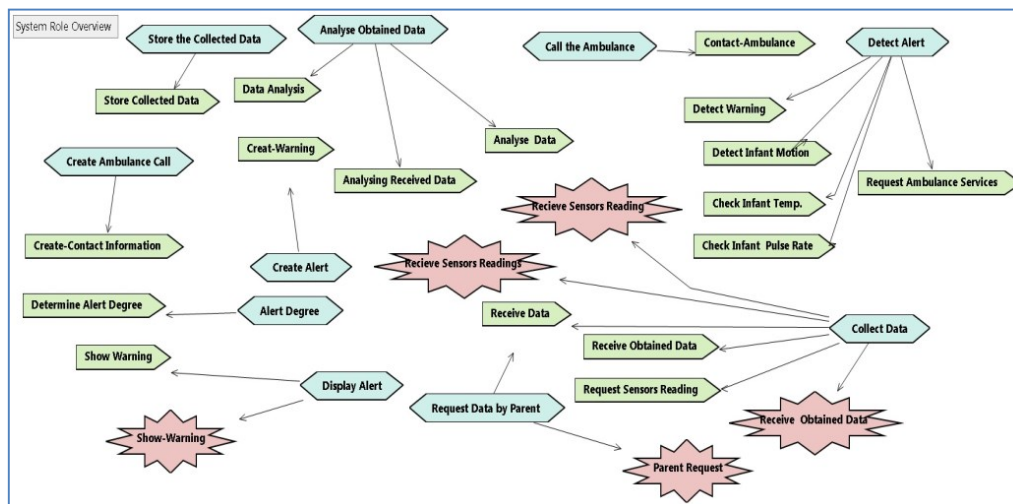 System Role Overview
Store the Collected Data
Analyse Obtained Data
Call the Ambulance
Contact-Ambulance
Detect Alert
Data Analysis
Store Collected Data
Detect Warning
Analyse Data
Creat-Warning
Detect Infant Motion
Create Ambulance Call
Analysing Received Data
Request Ambulance Services
Recieve Sensors Reading
Check Infant Temp.
Create-Contact Information
Check Infant Pulse Rate
Create Alert
Recieve Sensors Readings
Determine Alert Degree
Alert Degree
Receive Data
Collect Data
Receive Obtained Data
Show Warning
Display Alert
Request Sensors Reading
Request Data by Parent
Receive Obtained Data
Show-Warning
Parent Request